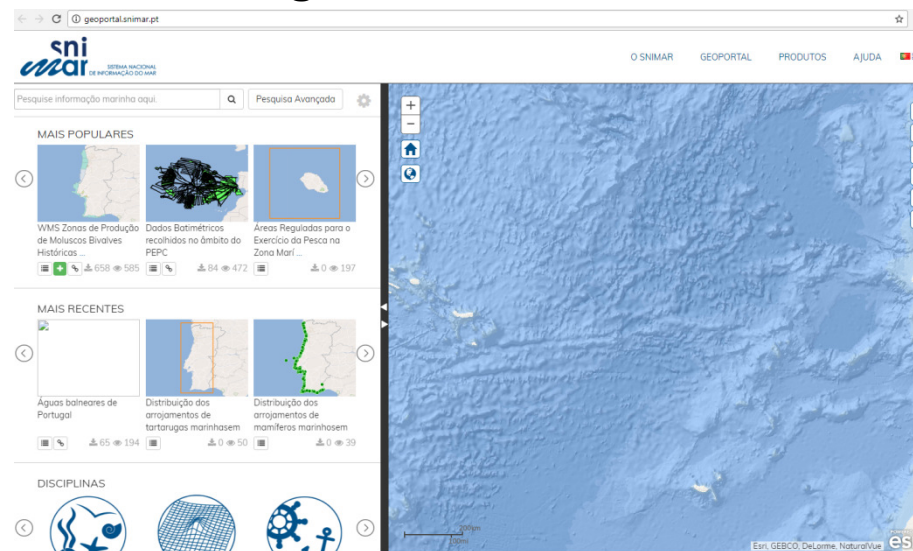 geoportal.snimar.pt
sni
mar
SISTEMA NACIONAL
DE INFORMAÇÃO DO MAR
O SNIMAR
GEOPORTAL
PRODUTOS
AJUDA
Pesquise informação marinha aqui.
Pesquisa Avançada
MAIS POPULARES
WMS Zonas de Produção
de Moluscos Bivalves
Históricas ...
658 585
Dados Batimétricos
recolhidos no âmbito do
PEPC
84 472
Áreas Reguladas para o
Exercício da Pesca na
Zona Marí ...
0 197
MAIS RECENTES
Águas balneares de
Portugal
65 194
Distribuição dos
arrojamentos de
tartarugas marinhasem
0 50
Distribuição dos
arrojamentos de
mamíferos marinhosem
0 39
DISCIPLINAS
+
−
200km
Esri, GEBCO, DeLorme, NaturalVue
es